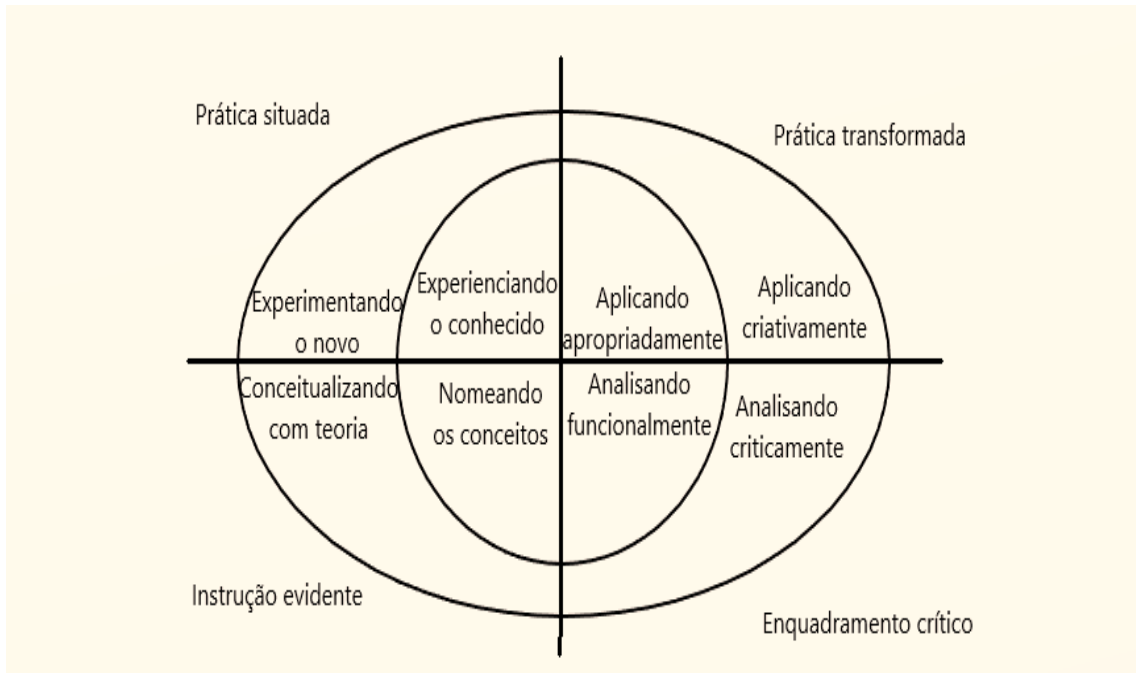 Prática situada
Prática transformada
Experimentando
o novo
Experienciando
o conhecido
Aplicando
apropriadamente
Aplicando
criativamente
Conceitualizando
com teoria
Nomeando
os conceitos
Analisando
funcionalmente
Analisando
criticamente
Instrução evidente
Enquadramento crítico